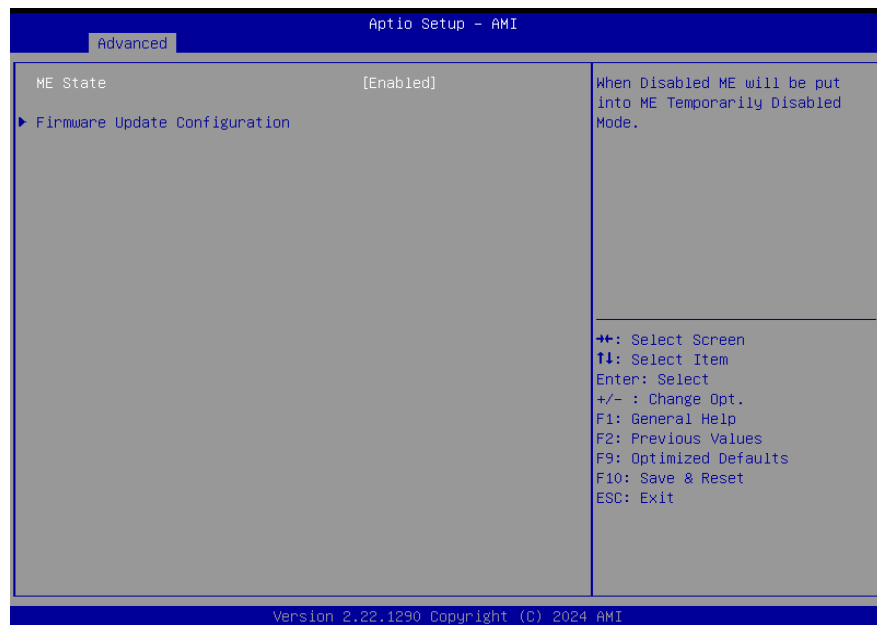 Aptio Setup – AMI
Advanced
ME State [Enabled]
Firmware Update Configuration
When Disabled ME will be put
into ME Temporarily Disabled
Mode.
→←: Select Screen
↑↓: Select Item
Enter: Select
+/- : Change Opt.
F1: General Help
F2: Previous Values
F9: Optimized Defaults
F10: Save & Reset
ESC: Exit
Version 2.22.1290 Copyright (C) 2024 AMI